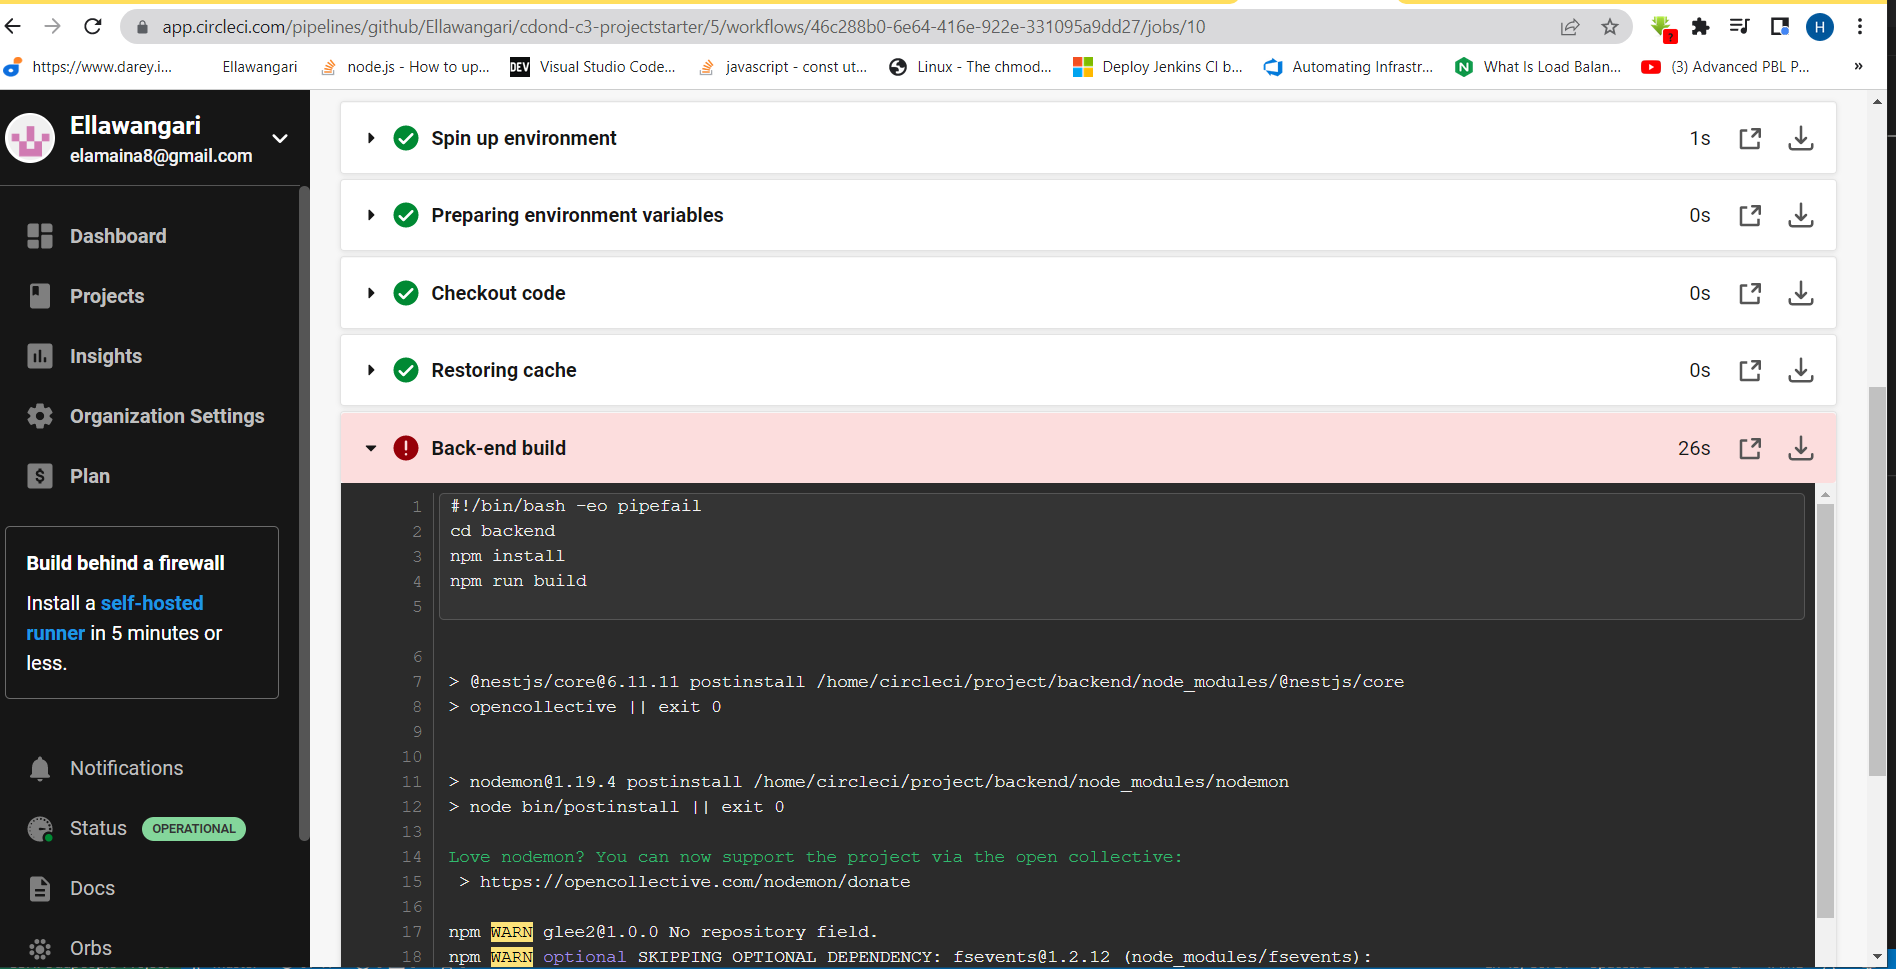 app.circleci.com/pipelines/github/Ellawangari/cdond-c3-projectstarter/5/workflows/46c288b0-6e64-416e-922e-331095a9dd27/jobs/10
?
H
https://www.darey.i...
Ellawangari
node.js - How to up...
DEV
Visual Studio Code...
javascript - const ut...
Linux - The chmod...
Deploy Jenkins CI b...
Automating Infrastr...
N
What Is Load Balan...
(3) Advanced PBL P...
»
Ellawangari
elamaina8@gmail.com
Dashboard
Projects
Insights
Organization Settings
Plan
Build behind a firewall
Install a self-hosted
runner in 5 minutes or
less.
Notifications
Status OPERATIONAL
Docs
Orbs
Spin up environment 1s
Preparing environment variables 0s
Checkout code 0s
Restoring cache 0s
Back-end build 26s
1 #!/bin/bash -eo pipefail
2 cd backend
3 npm install
4 npm run build
5
6
7 > @nestjs/core@6.11.11 postinstall /home/circleci/project/backend/node_modules/@nestjs/core
8 > opencollective || exit 0
9
10
11 > nodemon@1.19.4 postinstall /home/circleci/project/backend/node_modules/nodemon
12 > node bin/postinstall || exit 0
13
14 Love nodemon? You can now support the project via the open collective:
15 > https://opencollective.com/nodemon/donate
16
17 npm WARN glee2@1.0.0 No repository field.
18 npm WARN optional SKIPPING OPTIONAL DEPENDENCY: fsevents@1.2.12 (node_modules/fsevents):